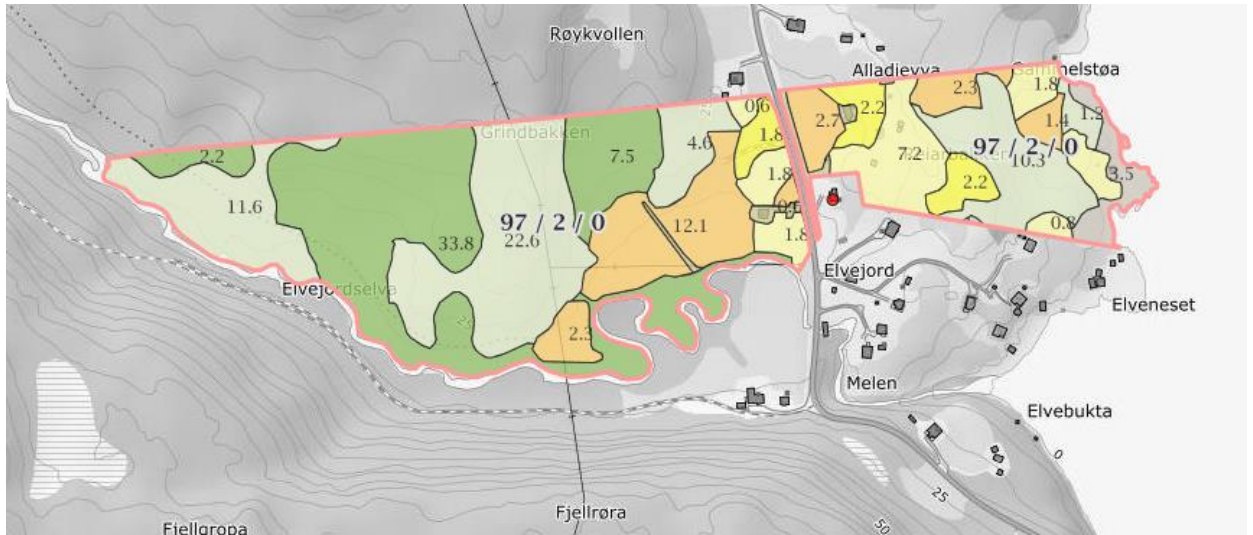 Røykvollen
Alladjevva
Gammelstøa
Grindbakken
2.2
11.6
33.8
97 / 2 / 0
22.6
7.5
4.6
0.6
1.8
1.8
12.1
1.8
2.3
2.7
2.2
7.2
2.3
1.8
1.4
1.2
97 / 2 / 0
10.3
2.2
3.5
0.8
Elvejordselva
Elvejord
Elveneset
Melen
Elvebukta
Fjellrøra
Fjellgropa
25
25
50
0